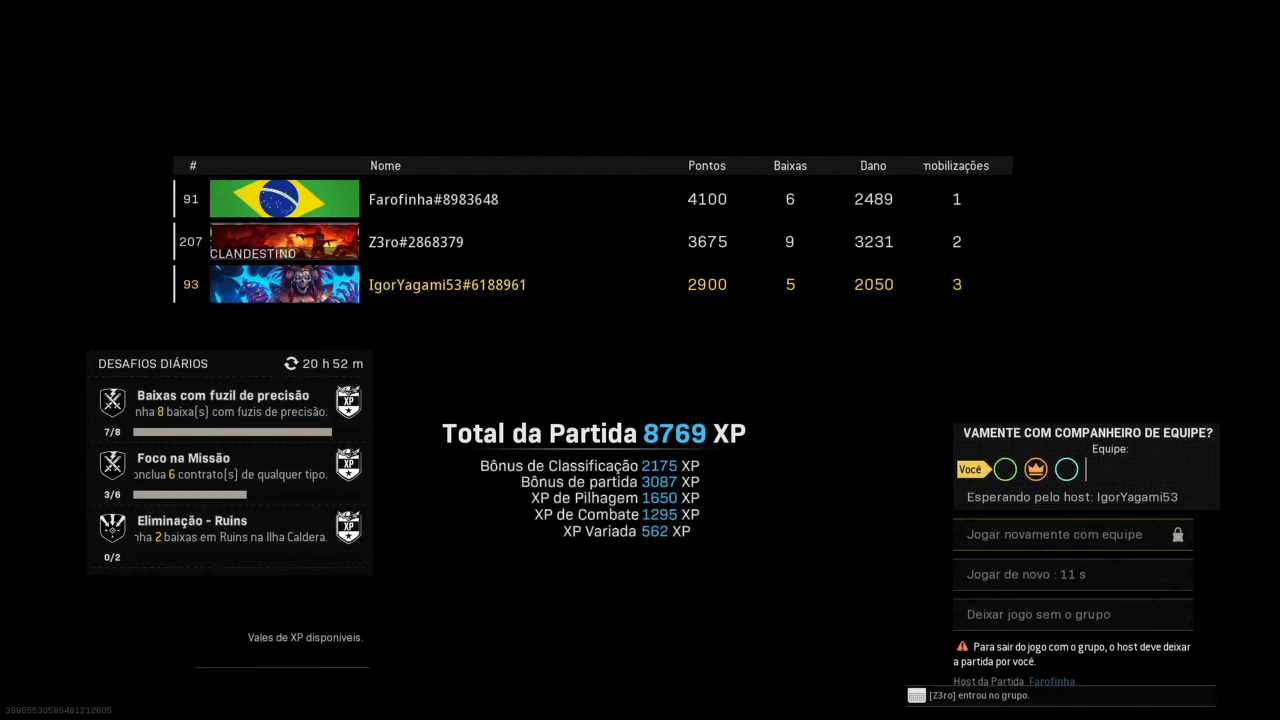 # Nome Pontos Baixas Dano mobilizações
91 Farofinha#8983648 4100 6 2489 1
207 CLANDESTINO Z3ro#2868379 3675 9 3231 2
93 IgorYagami53#6188961 2900 5 2050 3
DESAFIOS DIÁRIOS 20 h 52 m
Baixas com fuzil de precisão
nha 8 baixa(s) com fuzis de precisão.
XP
7/8
Foco na Missão
onclua 6 contrato(s) de qualquer tipo.
XP
3/6
Eliminação - Ruins
nha 2 baixas em Ruins na Ilha Caldera.
XP
0/2
Vales de XP disponíveis.
Total da Partida 8769 XP
Bônus de Classificação 2175 XP
Bônus de partida 3087 XP
XP de Pilhagem 1650 XP
XP de Combate 1295 XP
XP Variada 562 XP
VAMENTE COM COMPANHEIRO DE EQUIPE?
Equipe:
Você
Esperando pelo host: IgorYagami53
Jogar novamente com equipe
Jogar de novo : 11 s
Deixar jogo sem o grupo
Para sair do jogo com o grupo, o host deve deixar
a partida por você.
Host da Partida Farofinha
[Z3ro] entrou no grupo.
39855530585481212605